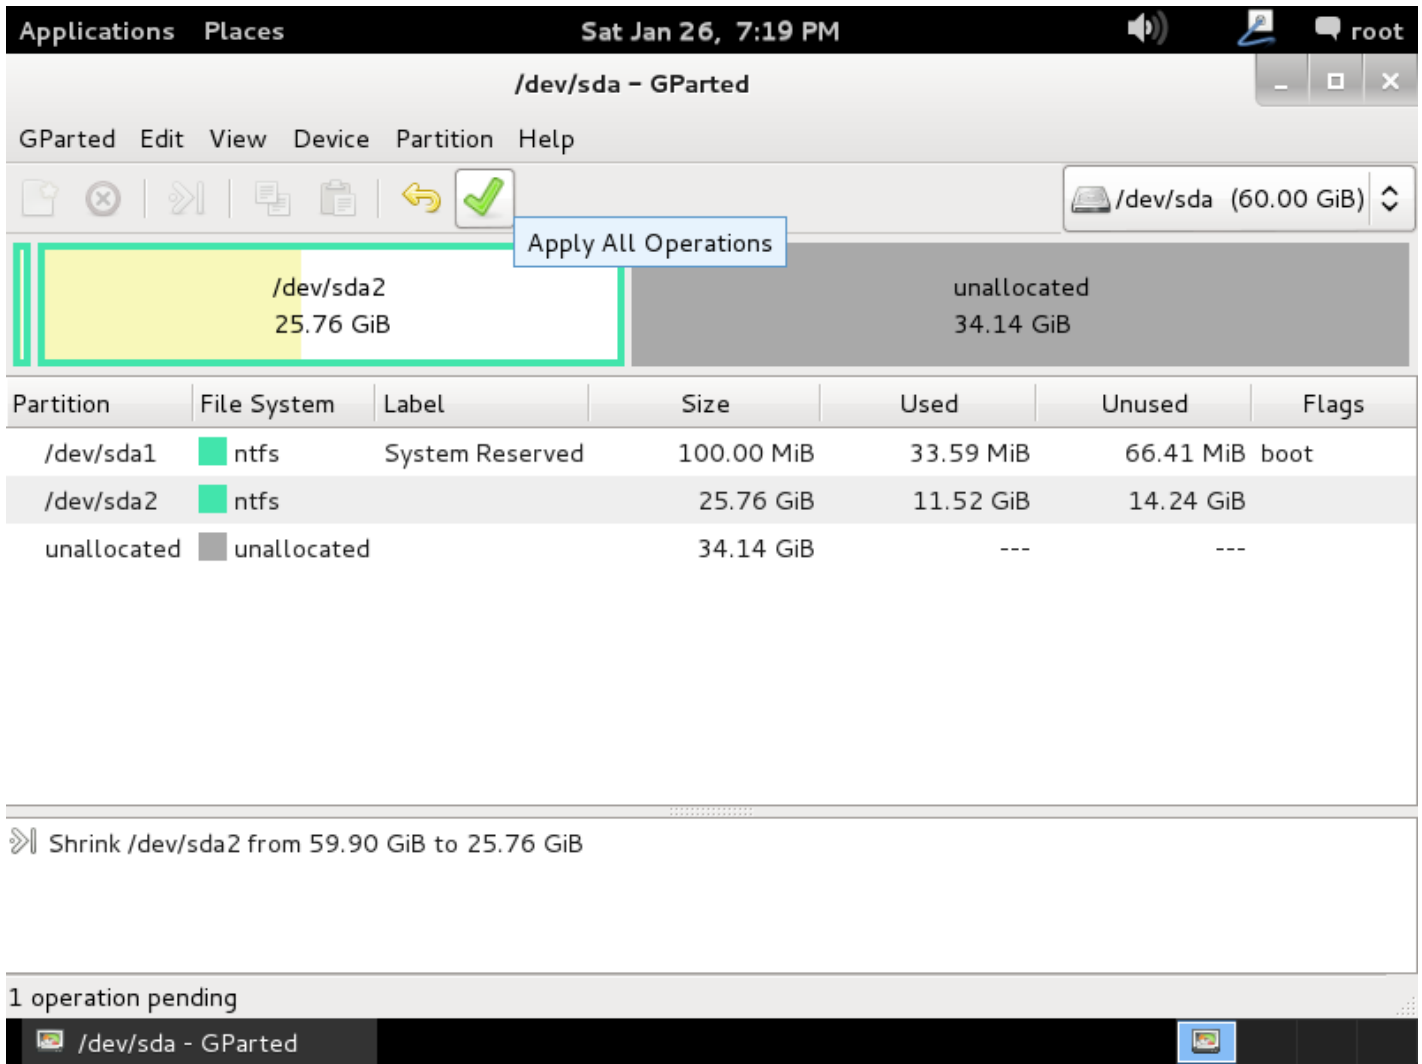 Applications Places Sat Jan 26, 7:19 PM root
/dev/sda - GParted
GParted Edit View Device Partition Help
/dev/sda (60.00 GiB)
Apply All Operations
/dev/sda2
25.76 GiB
unallocated
34.14 GiB
Partition File System Label Size Used Unused Flags
/dev/sda1 ntfs System Reserved 100.00 MiB 33.59 MiB 66.41 MiB boot
/dev/sda2 ntfs 25.76 GiB 11.52 GiB 14.24 GiB
unallocated unallocated 34.14 GiB --- ---
Shrink /dev/sda2 from 59.90 GiB to 25.76 GiB
1 operation pending
/dev/sda - GParted